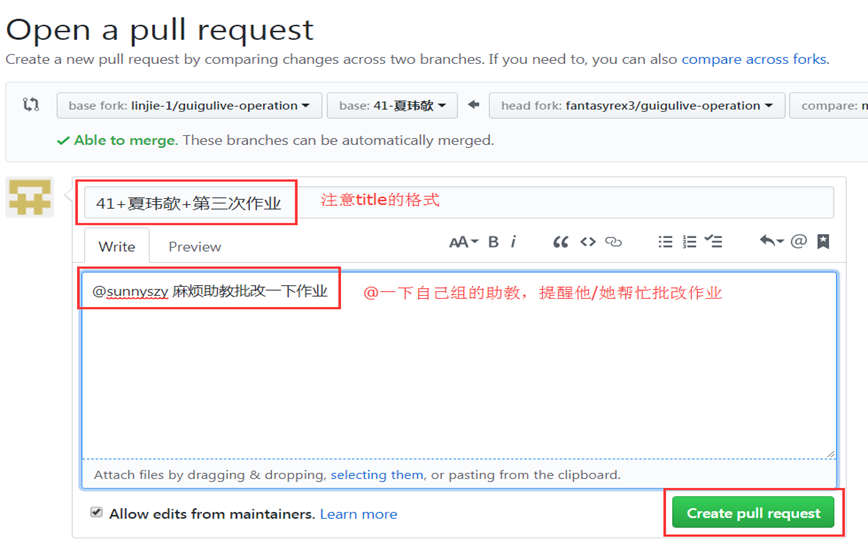 Open a pull request
Create a new pull request by comparing changes across two branches. If you need to, you can also compare across forks.
base fork: linjie-1/guigulive-operation base: 41-夏玮欹 head fork: fantasyrex3/guigulive-operation compare: m
Able to merge. These branches can be automatically merged.
41+夏玮欹+第三次作业 注意title的格式
Write Preview AA B i
@sunnyszy 麻烦助教批改一下作业 @一下自己组的助教，提醒他/她帮忙批改作业
Attach files by dragging & dropping, selecting them, or pasting from the clipboard.
Allow edits from maintainers. Learn more Create pull request